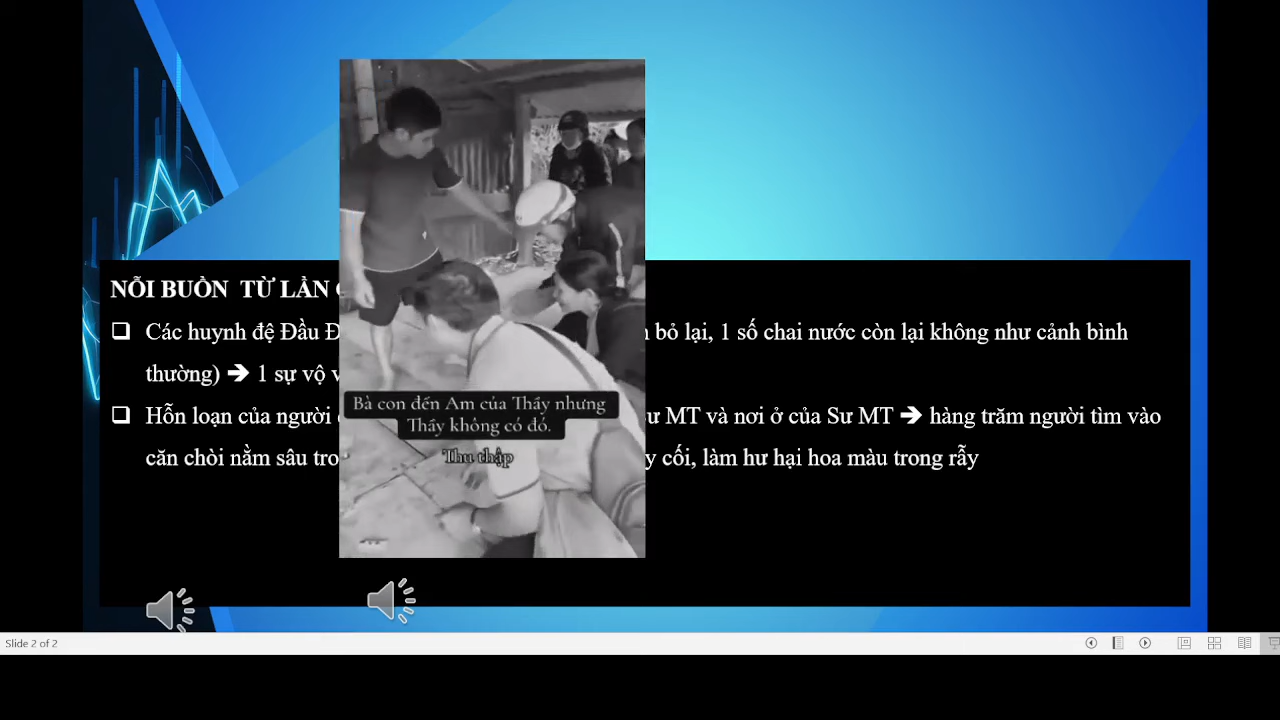 NỖI BUỒN TỪ LẦN
Các huynh đệ Đầu Đ
bỏ lại, 1 số chai nước còn lại không như cảnh bình
thường) ➔ 1 sự vộ v
Hỗn loạn của người
ư MT và nơi ở của Sư MT ➔ hàng trăm người tìm vào
căn chòi nằm sâu tro
y cối, làm hư hại hoa màu trong rẫy
Bà con đến Am của Thầy nhưng
Thầy không có đó.
Thu thập
Slide 2 of 2